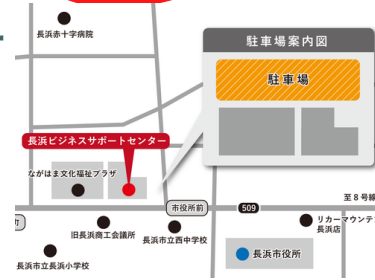 長浜赤十字病院
駐車場案内図
駐車場
長浜ビジネスサポートセンター
ながはま文化福祉プラザ
市役所前
509
至8号線
旧長浜商工会議所
長浜市立西中学校
リカーマウンテン
長浜店
長浜市役所
長浜市立長浜小学校